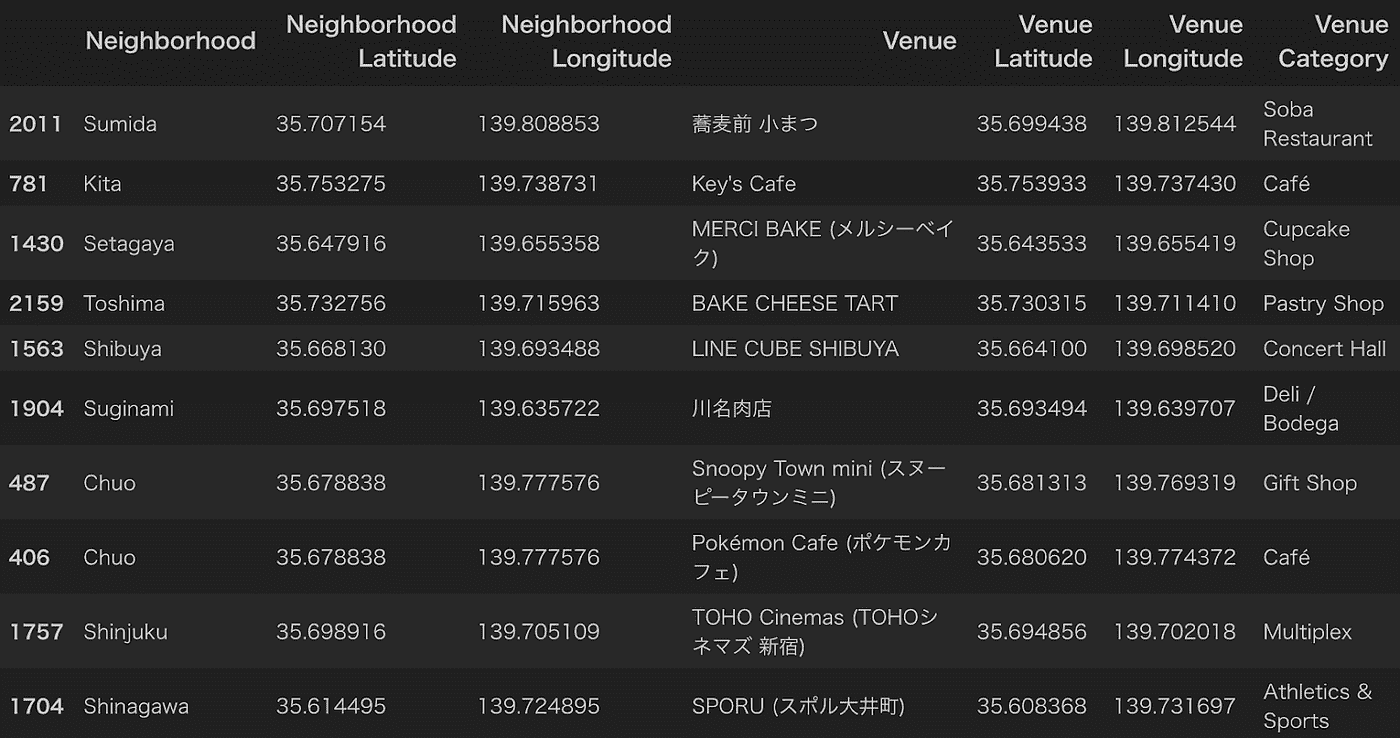 Neighborhood Neighborhood Latitude Neighborhood Longitude Venue Venue Latitude Venue Longitude Venue Category
2011 Sumida 35.707154 139.808853 蕎麦前 小まつ 35.699438 139.812544 Soba Restaurant
781 Kita 35.753275 139.738731 Key's Cafe 35.753933 139.737430 Café
1430 Setagaya 35.647916 139.655358 MERCI BAKE (メルシーベイク) 35.643533 139.655419 Cupcake Shop
2159 Toshima 35.732756 139.715963 BAKE CHEESE TART 35.730315 139.711410 Pastry Shop
1563 Shibuya 35.668130 139.693488 LINE CUBE SHIBUYA 35.664100 139.698520 Concert Hall
1904 Suginami 35.697518 139.635722 川名肉店 35.693494 139.639707 Deli / Bodega
487 Chuo 35.678838 139.777576 Snoopy Town mini (スヌーピータウンミニ) 35.681313 139.769319 Gift Shop
406 Chuo 35.678838 139.777576 Pokémon Cafe (ポケモンカフェ) 35.680620 139.774372 Café
1757 Shinjuku 35.698916 139.705109 TOHO Cinemas (TOHOシネマズ 新宿) 35.694856 139.702018 Multiplex
1704 Shinagawa 35.614495 139.724895 SPORU (スポル大井町) 35.608368 139.731697 Athletics & Sports